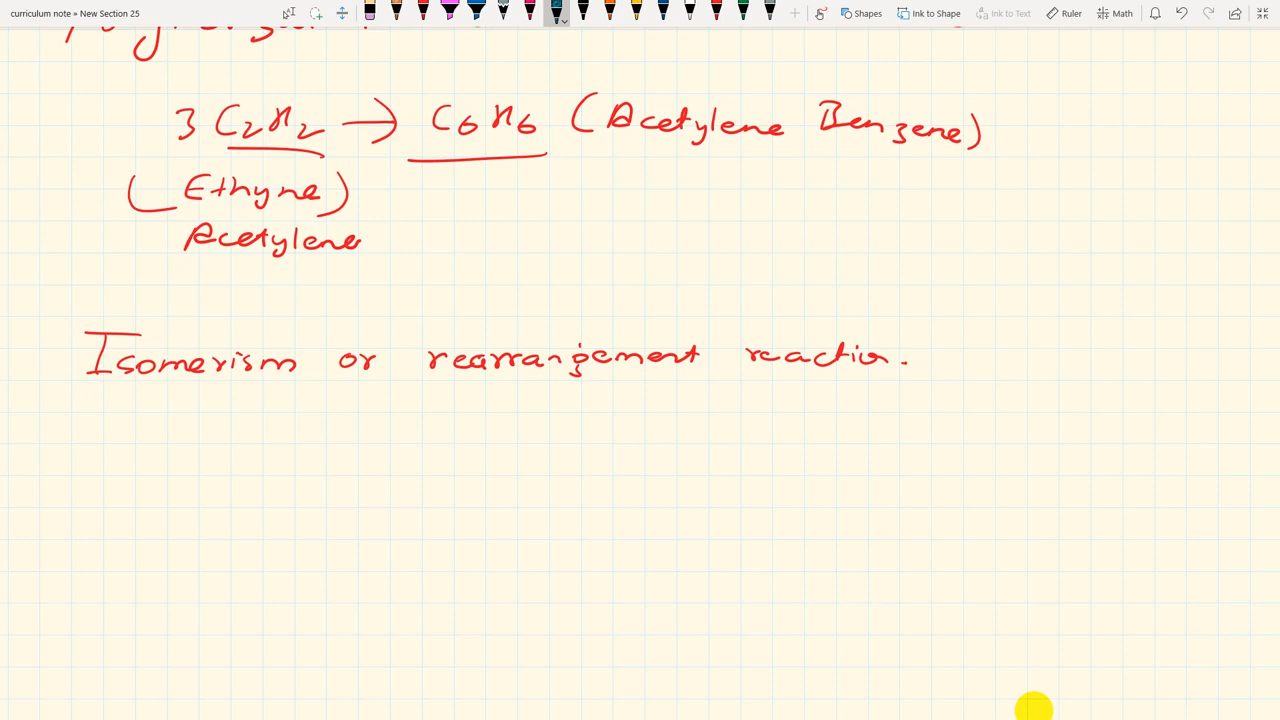 curriculum note » New Section 25
Shapes Ink to Shape Ink to Text Ruler Math
3 C₂H₂ → C₆H₆ (Acetylene Benzene)
(Ethyne)
Acetylene
Isomerism or rearrangement reaction.